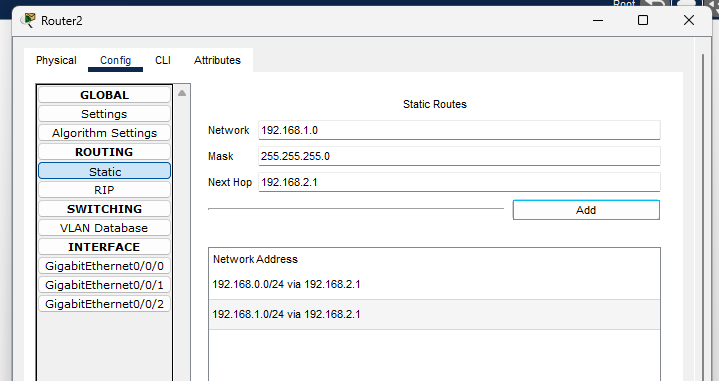 Root
Router2
Physical Config CLI Attributes
GLOBAL
Settings
Algorithm Settings
ROUTING
Static
RIP
SWITCHING
VLAN Database
INTERFACE
GigabitEthernet0/0/0
GigabitEthernet0/0/1
GigabitEthernet0/0/2
Static Routes
Network 192.168.1.0
Mask 255.255.255.0
Next Hop 192.168.2.1
Add
Network Address
192.168.0.0/24 via 192.168.2.1
192.168.1.0/24 via 192.168.2.1